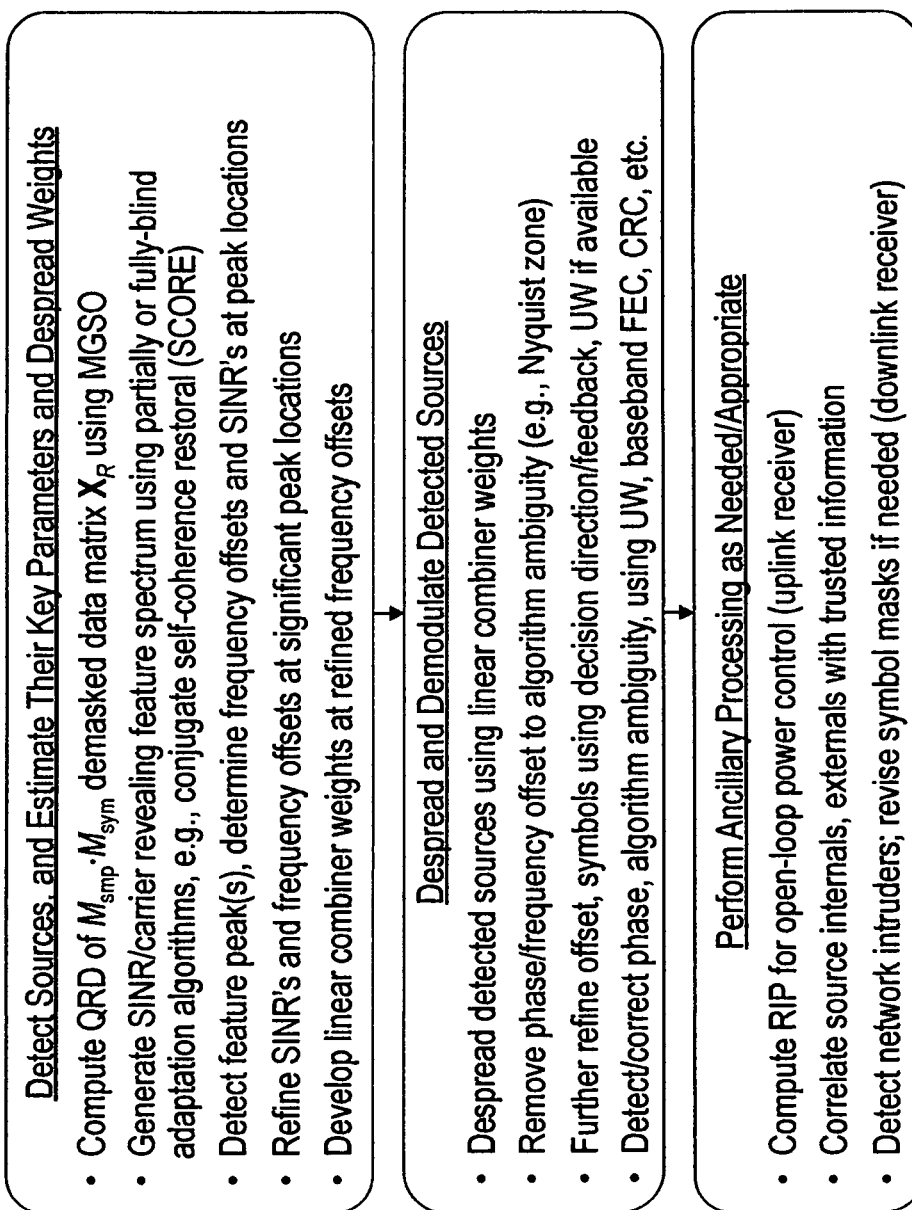 Detect Sources, and Estimate Their Key Parameters and Despread Weights
• Compute QRD of M_smp·M_sym demasked data matrix X_R using MGSO
• Generate SINR/carrier revealing feature spectrum using partially or fully-blind
adaptation algorithms, e.g., conjugate self-coherence restoral (SCORE)
• Detect feature peak(s), determine frequency offsets and SINR's at peak locations
• Refine SINR's and frequency offsets at significant peak locations
• Develop linear combiner weights at refined frequency offsets
Despread and Demodulate Detected Sources
• Despread detected sources using linear combiner weights
• Remove phase/frequency offset to algorithm ambiguity (e.g., Nyquist zone)
• Further refine offset, symbols using decision direction/feedback, UW if available
• Detect/correct phase, algorithm ambiguity, using UW, baseband FEC, CRC, etc.
Perform Ancillary Processing as Needed/Appropriate
• Compute RIP for open-loop power control (uplink receiver)
• Correlate source internals, externals with trusted information
• Detect network intruders; revise symbol masks if needed (downlink receiver)